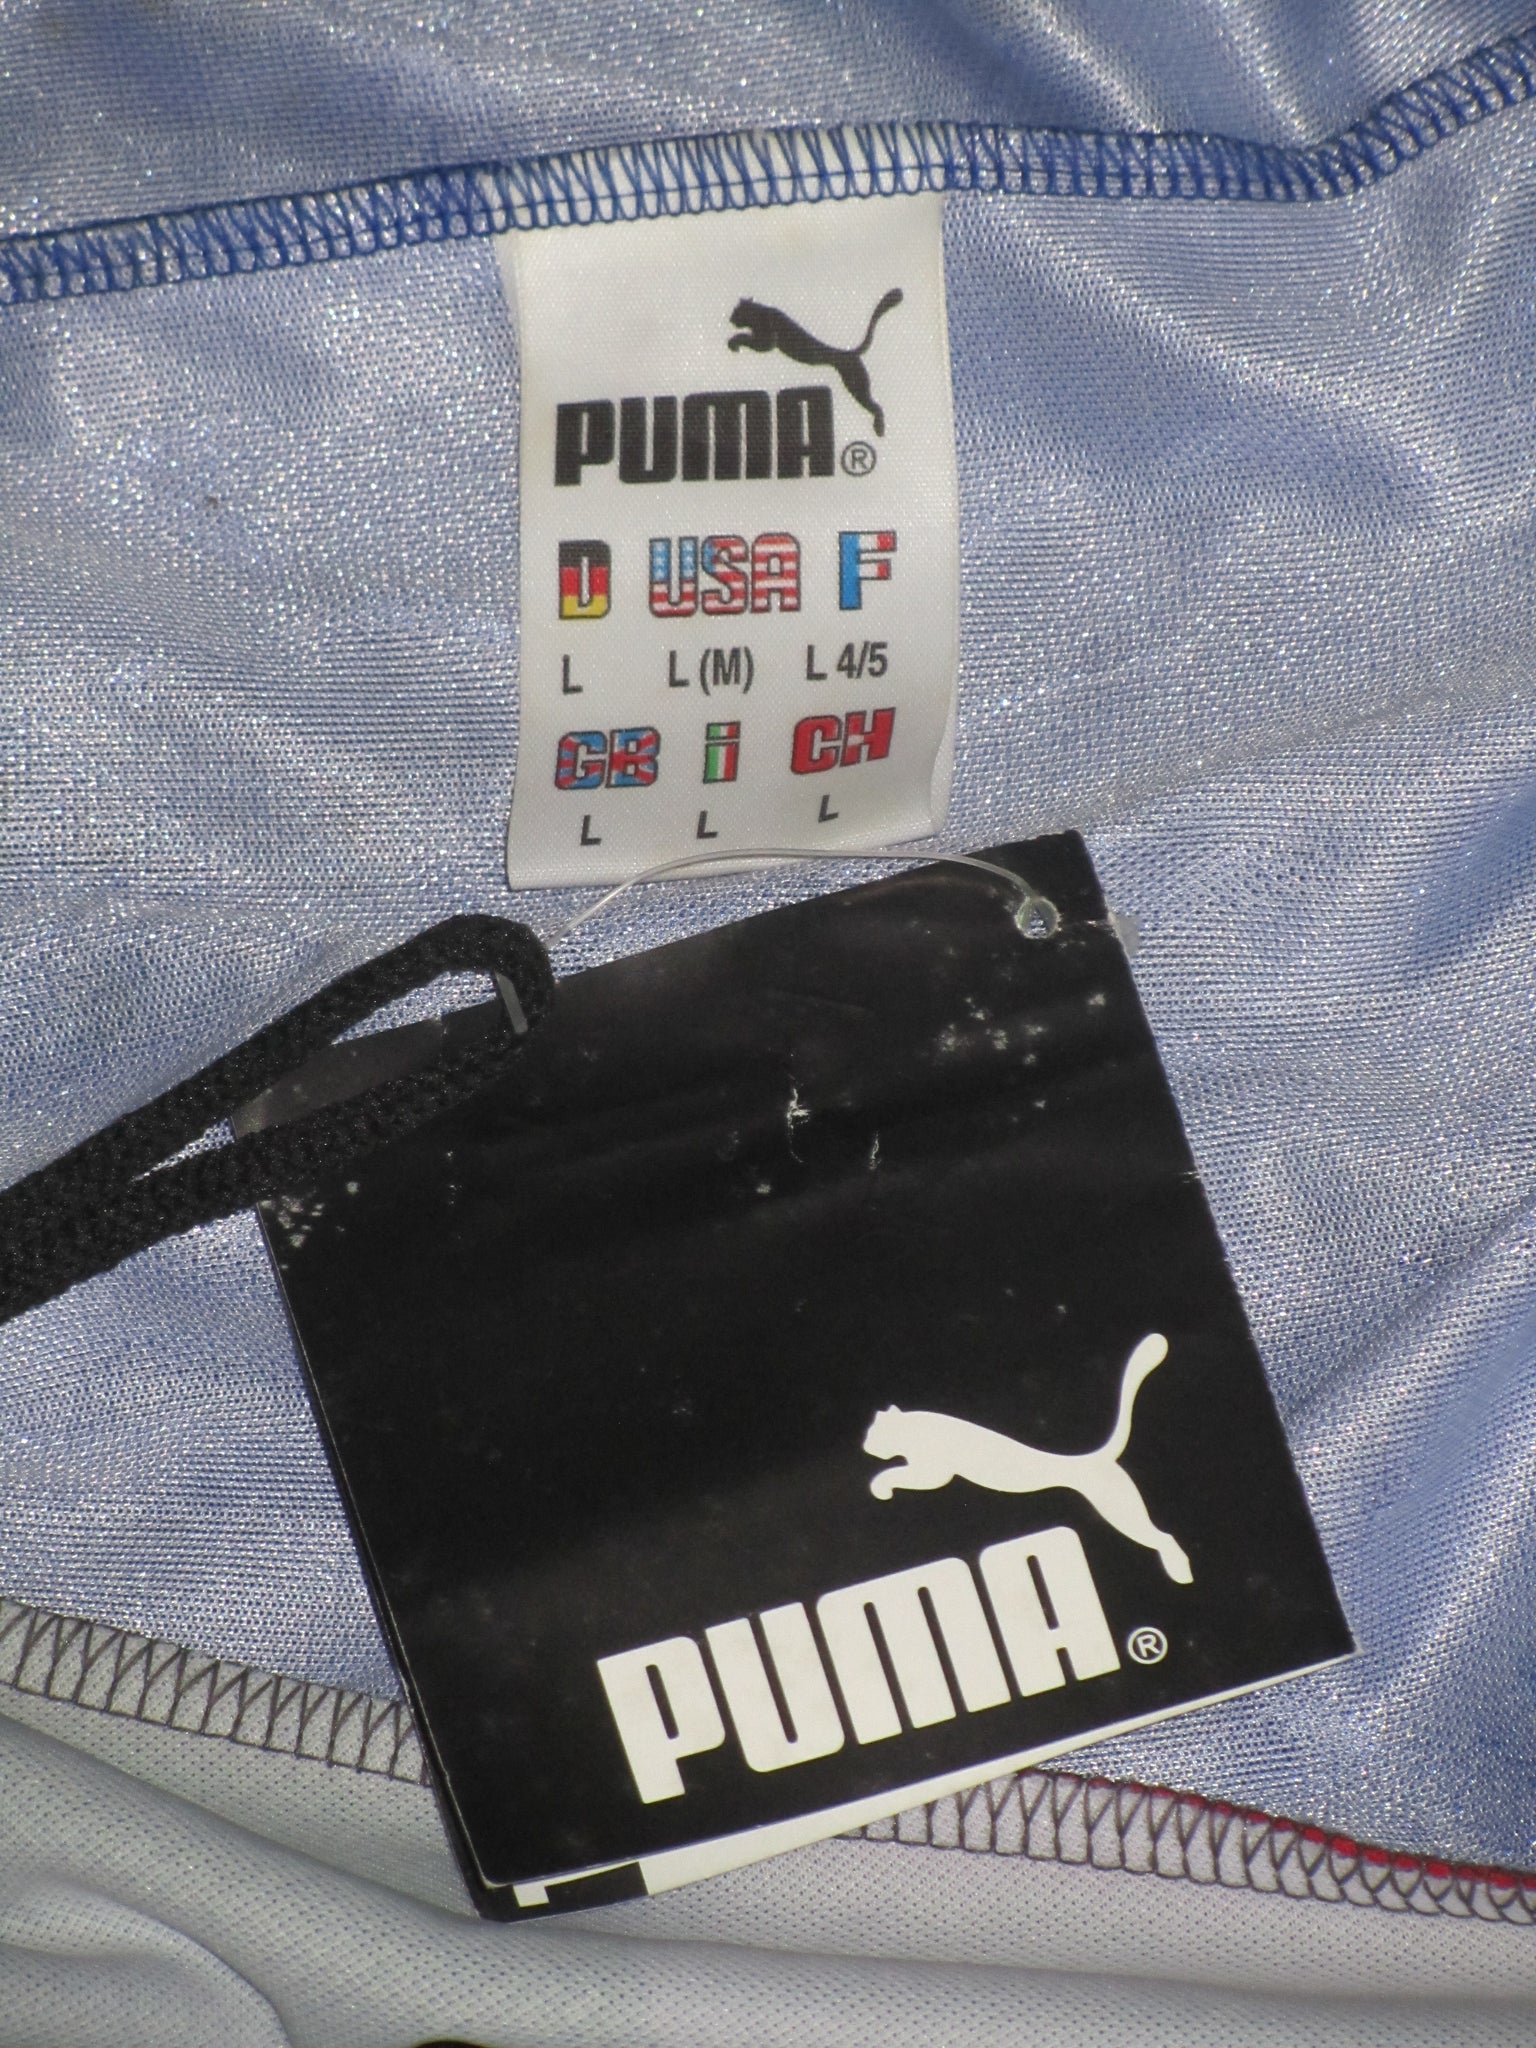 PUMA®
D USA F
L L (M) L 4/5
GB i CH
L L L
PUMA®